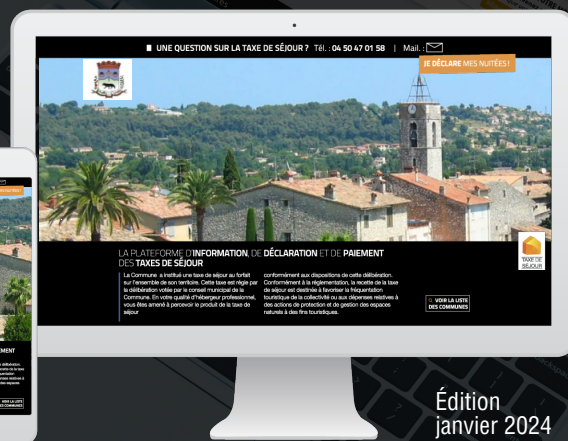 UNE QUESTION SUR LA TAXE DE SÉJOUR ? Tél. : 04 50 47 01 58 | Mail. :
JE DÉCLARE MES NUITÉES !
LA PLATEFORME D'INFORMATION, DE DÉCLARATION ET DE PAIEMENT
DES TAXES DE SÉJOUR
La Commune a institué une taxe de séjour au forfait
sur l'ensemble de son territoire. Cette taxe est régie par
la délibération votée par le conseil municipal de la
Commune. En votre qualité d'hébergeur professionnel,
vous êtes amené à percevoir le produit de la taxe de
séjour
conformément aux dispositions de cette délibération.
Conformément à la réglementation, la recette de la taxe
de séjour est destinée à favoriser la fréquentation
touristique de la collectivité ou aux dépenses relatives à
des actions de protection et de gestion des espaces
naturels à des fins touristiques.
TAXE DE
SÉJOUR
VOIR LA LISTE
DES COMMUNES
EMENT
VOIR LA LISTE
DES COMMUNES
Édition
janvier 2024